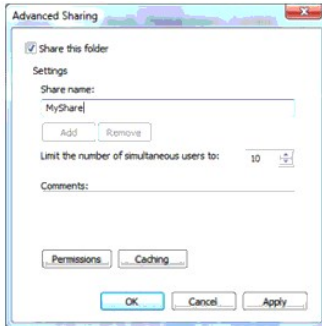 Advanced Sharing
Share this folder
Settings
Share name:
MyShare
Add Remove
Limit the number of simultaneous users to: 10
Comments:
Permissions Caching
OK Cancel Apply